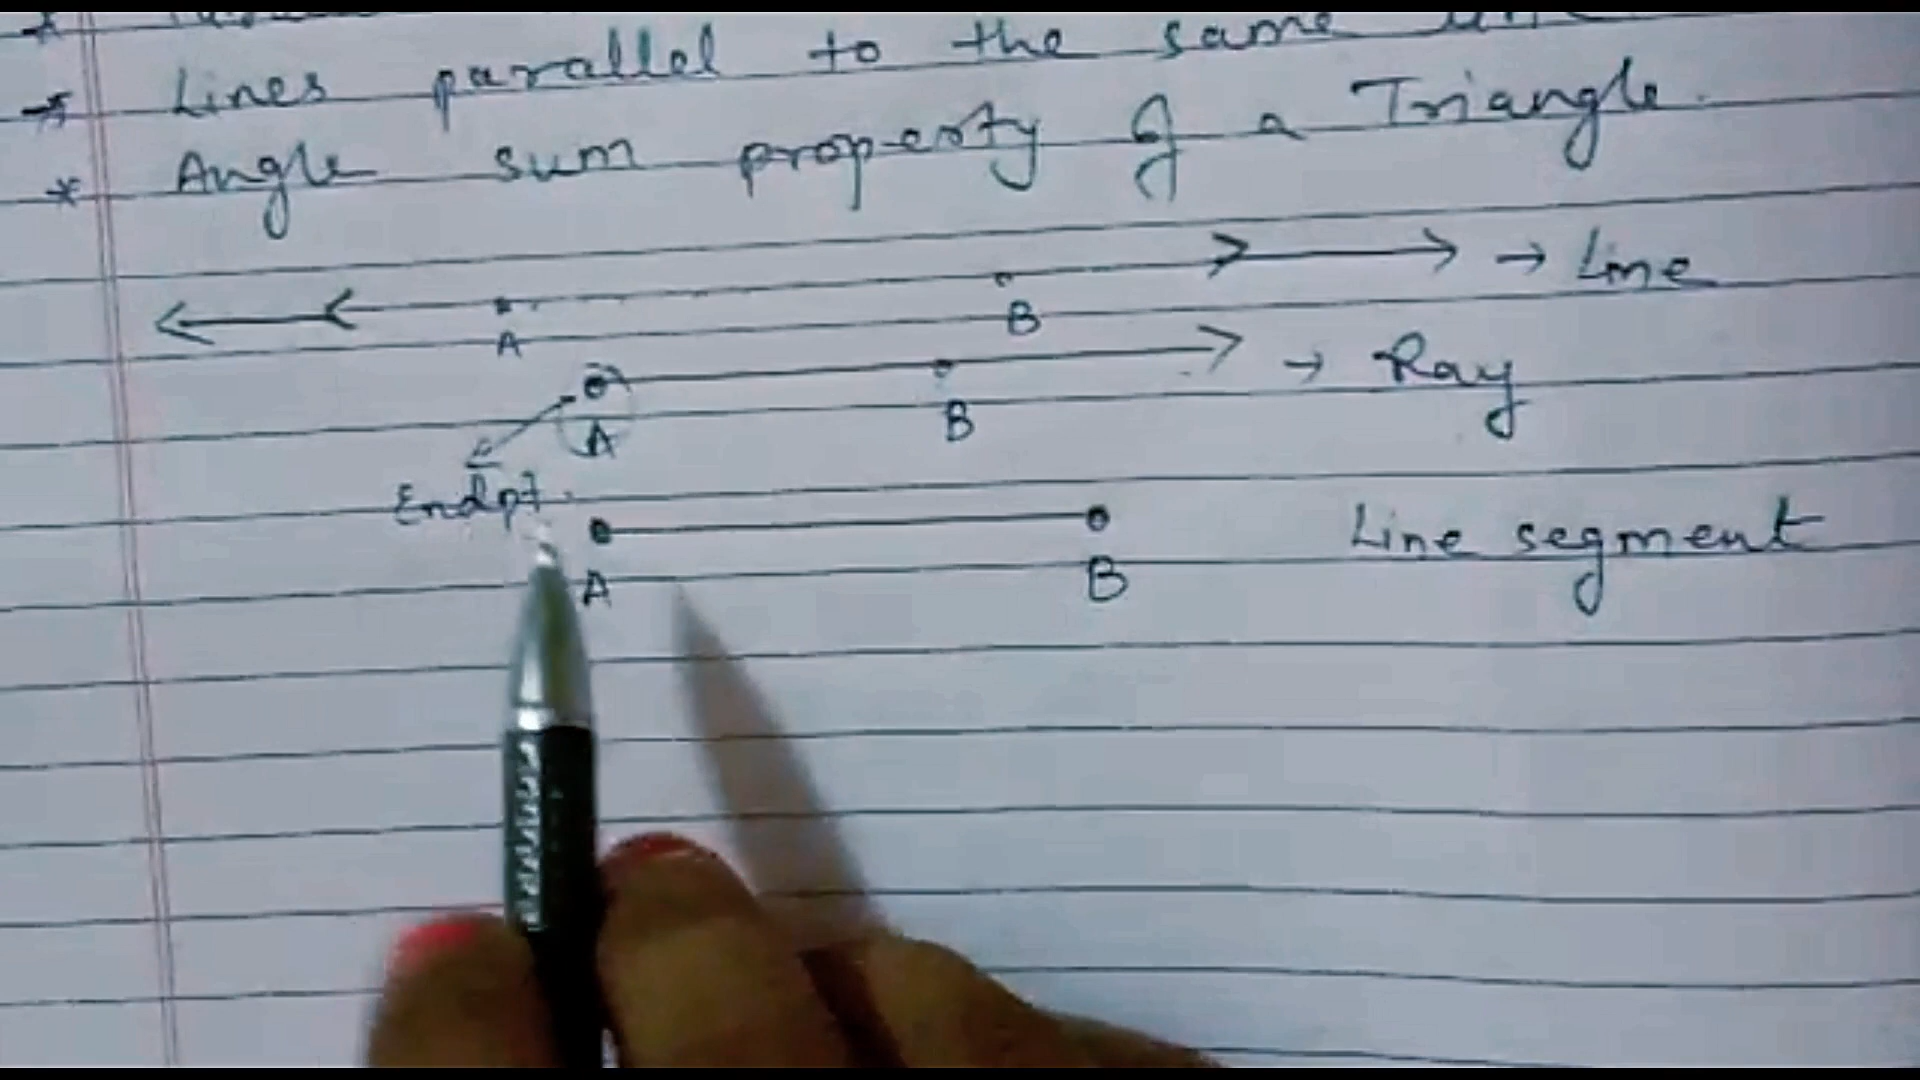 * 
* Lines parallel to the same
* Angle sum property of a Triangle.
A B → Line
A B → Ray
Endpt.
A B Line segment